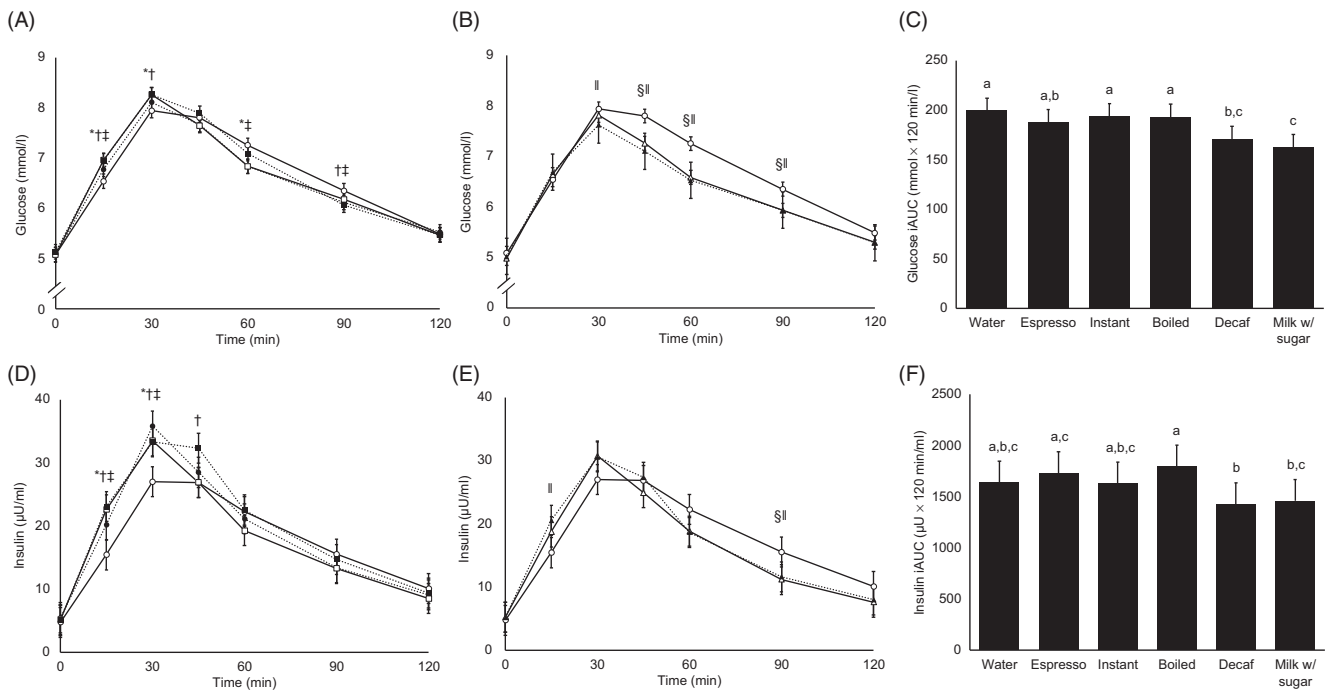 (A)
Glucose (mmol/l)
9
8
7
6
5
0
*†‡
*†
*‡
†‡
0 30 60 90 120
Time (min)
(B)
Glucose (mmol/l)
9
8
7
6
5
0
‖
§‖
§‖
§‖
0 30 60 90 120
Time (min)
(C)
Glucose iAUC (mmol × 120 min/l)
250
200
150
100
50
0
a a,b a a b,c c
Water Espresso Instant Boiled Decaf Milk w/
sugar
(D)
Insulin (µU/ml)
40
30
20
10
0
*†‡
*†‡
†
0 30 60 90 120
Time (min)
(E)
Insulin (µU/ml)
40
30
20
10
0
‖
§‖
0 30 60 90 120
Time (min)
(F)
Insulin iAUC (µU × 120 min/ml)
2500
2000
1500
1000
500
0
a,b,c a,c a,b,c a b b,c
Water Espresso Instant Boiled Decaf Milk w/
sugar